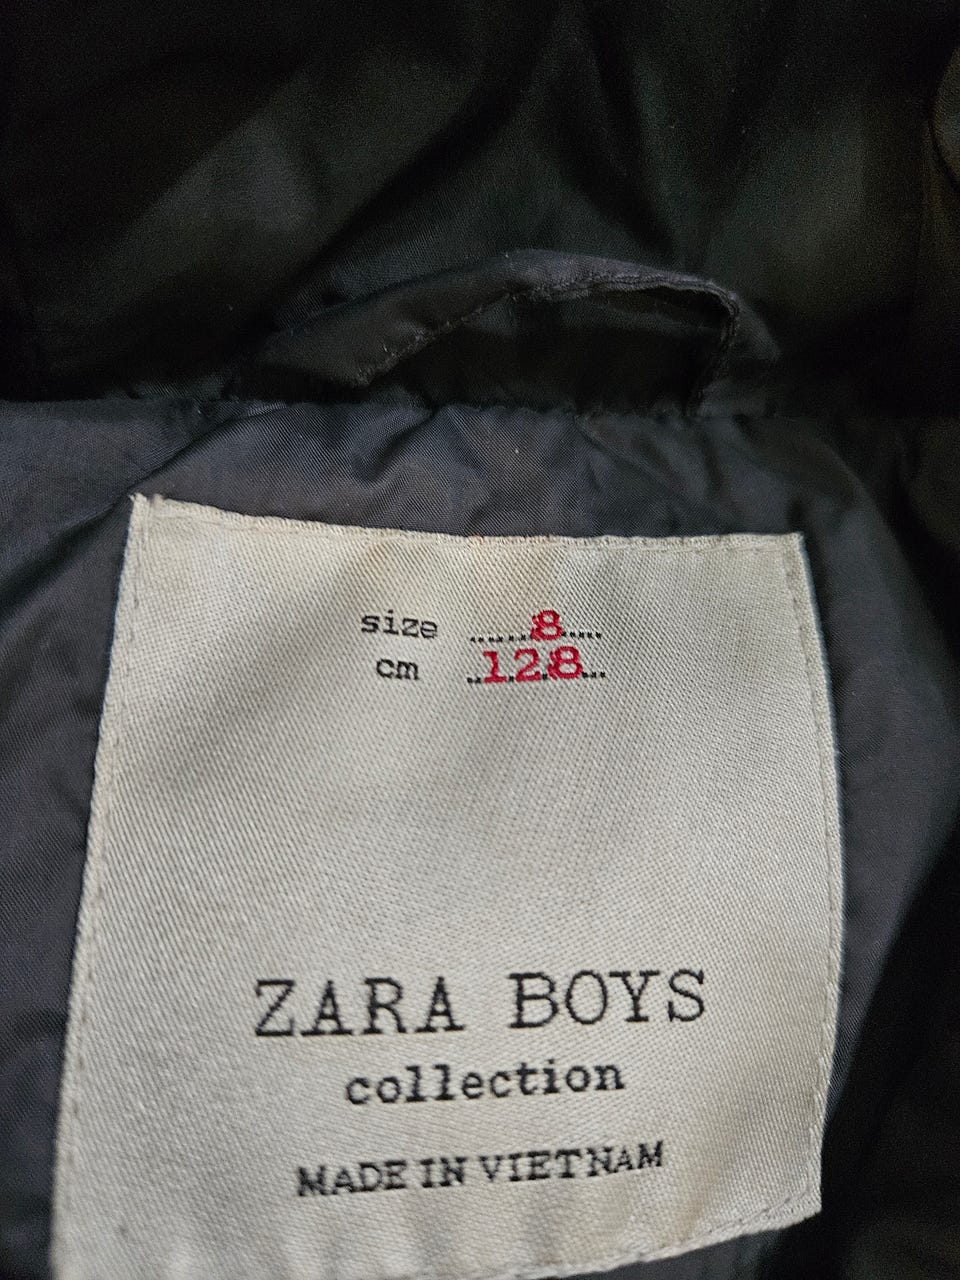 size 8
cm 128
ZARA BOYS
collection
MADE IN VIETNAM